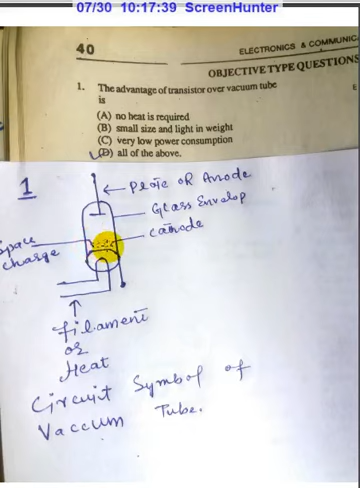 07/30 10:17:39 ScreenHunter
40
ELECTRONICS & COMMUNIC
OBJECTIVE TYPE QUESTIONS
1. The advantage of transistor over vacuum tube
is
(A) no heat is required
(B) small size and light in weight
(C) very low power consumption
(D) all of the above.
1
Plate OR Anode
Glass Envelop
Cathode
Space
charge
Filament
or
Heat
Circuit Symbol of
Vaccum Tube.